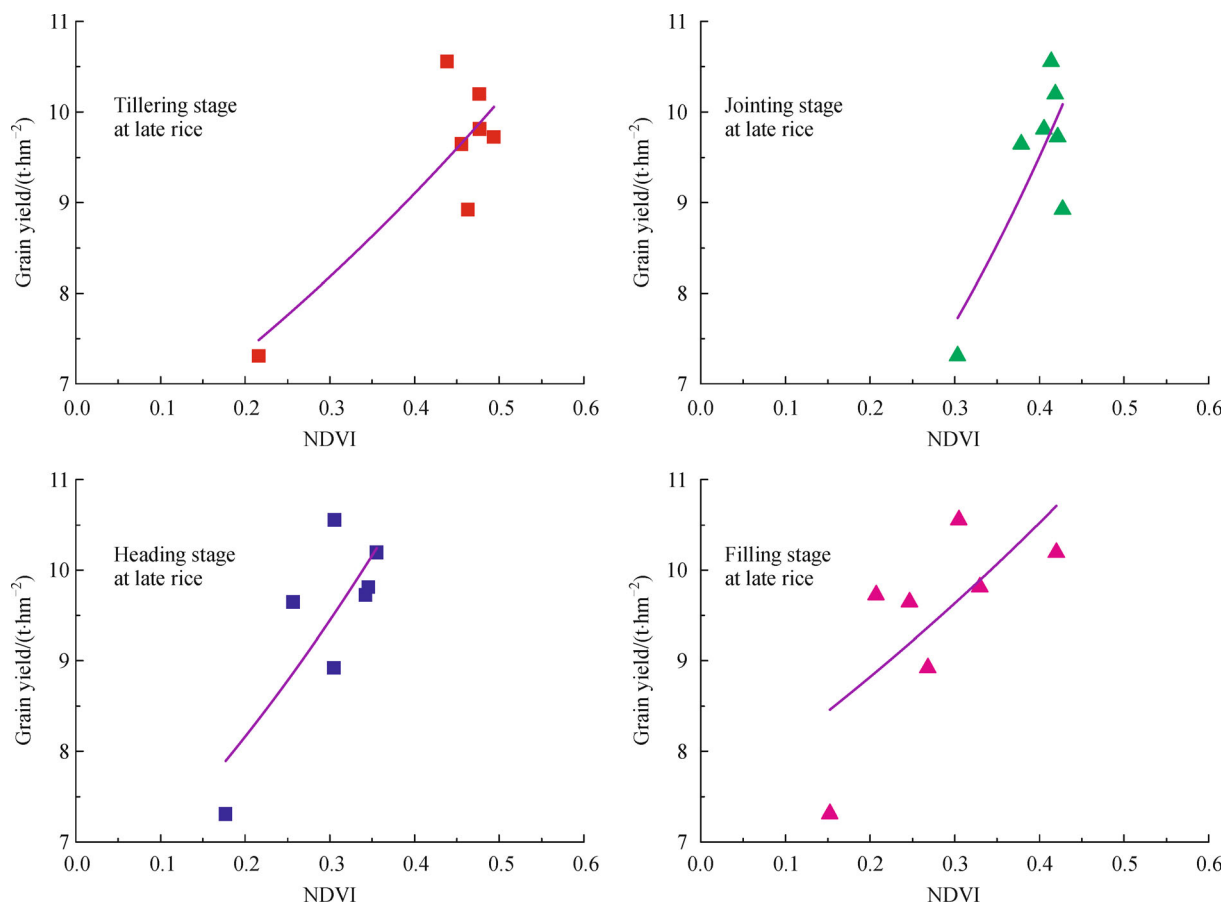 11
10
9
8
7
Grain yield/(t·hm⁻²)
Tillering stage
at late rice
0.0 0.1 0.2 0.3 0.4 0.5 0.6
NDVI
11
10
9
8
7
Grain yield/(t·hm⁻²)
Jointing stage
at late rice
0.0 0.1 0.2 0.3 0.4 0.5 0.6
NDVI
11
10
9
8
7
Grain yield/(t·hm⁻²)
Heading stage
at late rice
0.0 0.1 0.2 0.3 0.4 0.5 0.6
NDVI
11
10
9
8
7
Grain yield/(t·hm⁻²)
Filling stage
at late rice
0.0 0.1 0.2 0.3 0.4 0.5 0.6
NDVI